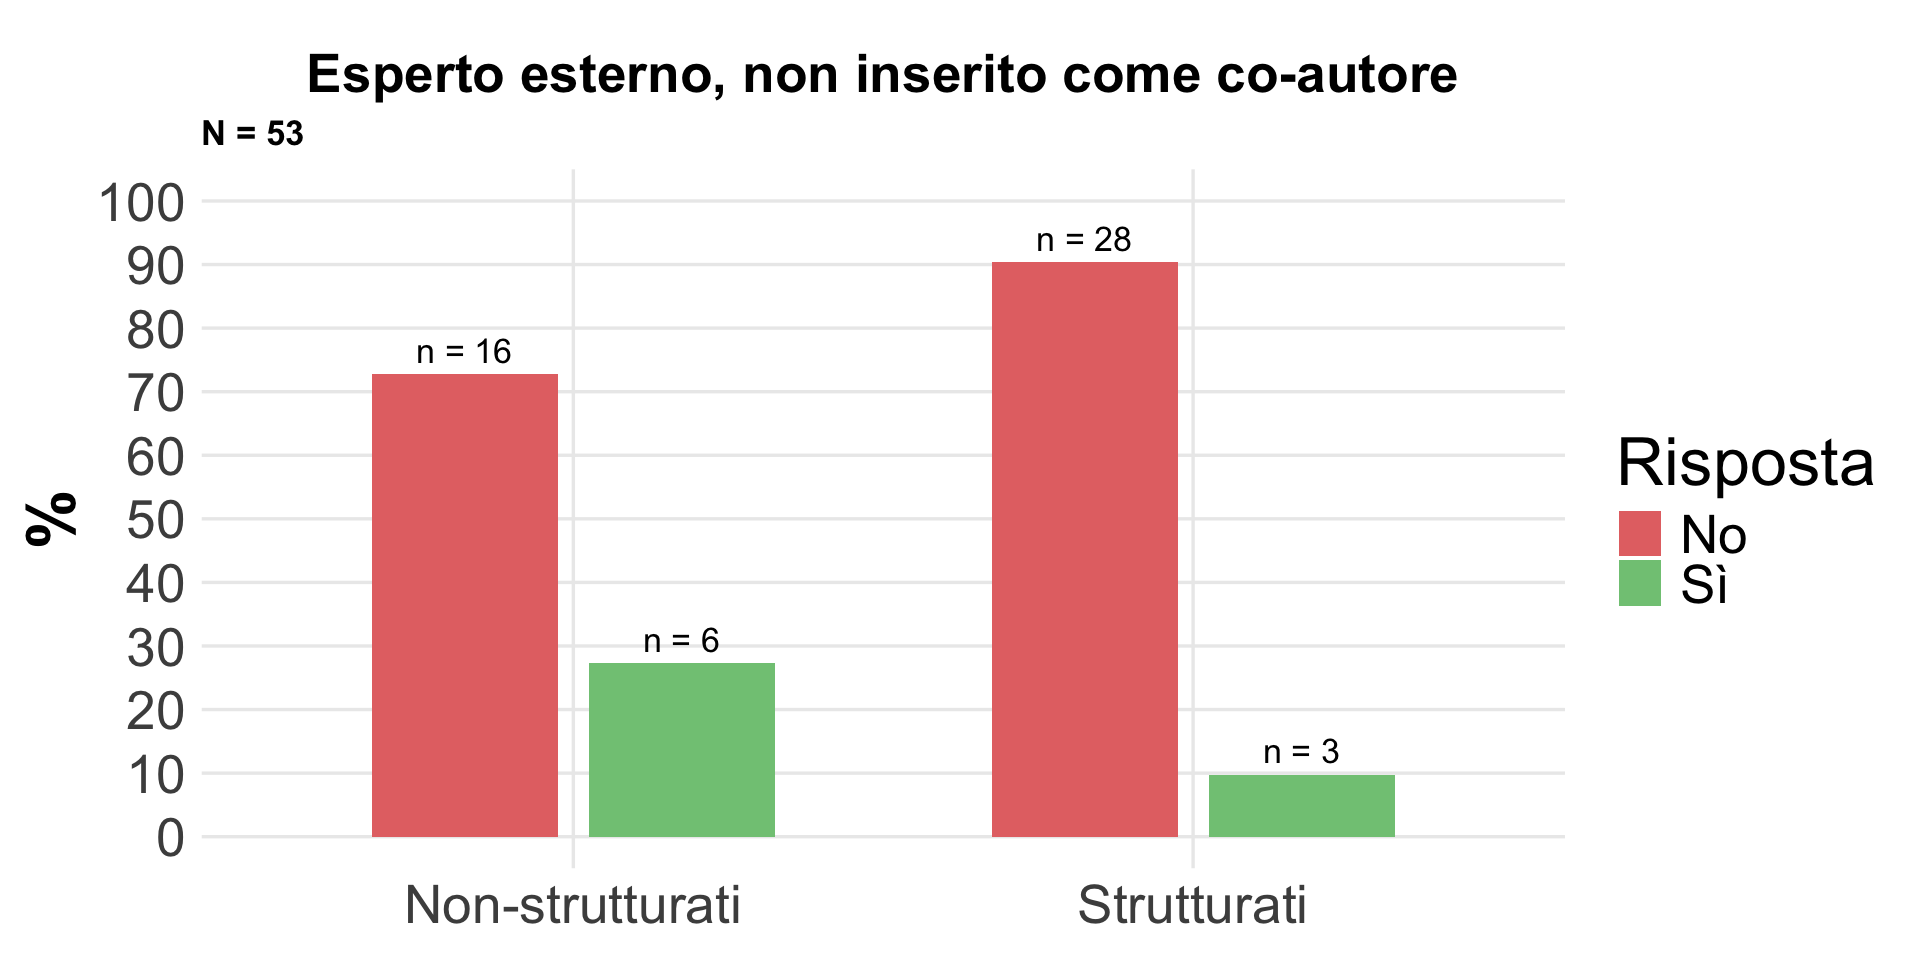 Esperto esterno, non inserito come co-autore
N = 53
%
100
90
80
70
60
50
40
30
20
10
0
n = 16
n = 6
n = 28
n = 3
Non-strutturati
Strutturati
Risposta
No
Sì